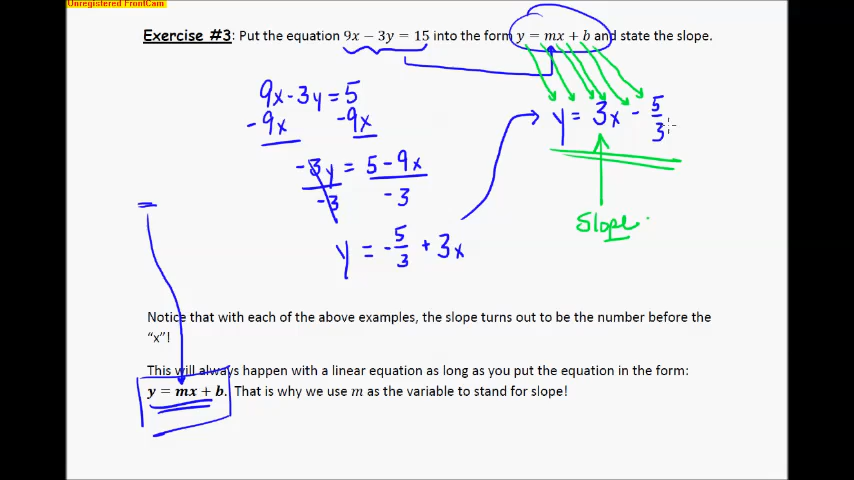 Unregistered FrontCam
Exercise #3: Put the equation 9x − 3y = 15 into the form y = mx + b and state the slope.
9x - 3y = 5
- 9x - 9x
-3y = 5 - 9x
-3 -3
y = -5/3 + 3x
y = 3x - 5/3
Slope
Notice that with each of the above examples, the slope turns out to be the number before the
“x”!
This will always happen with a linear equation as long as you put the equation in the form:
y = mx + b. That is why we use m as the variable to stand for slope!